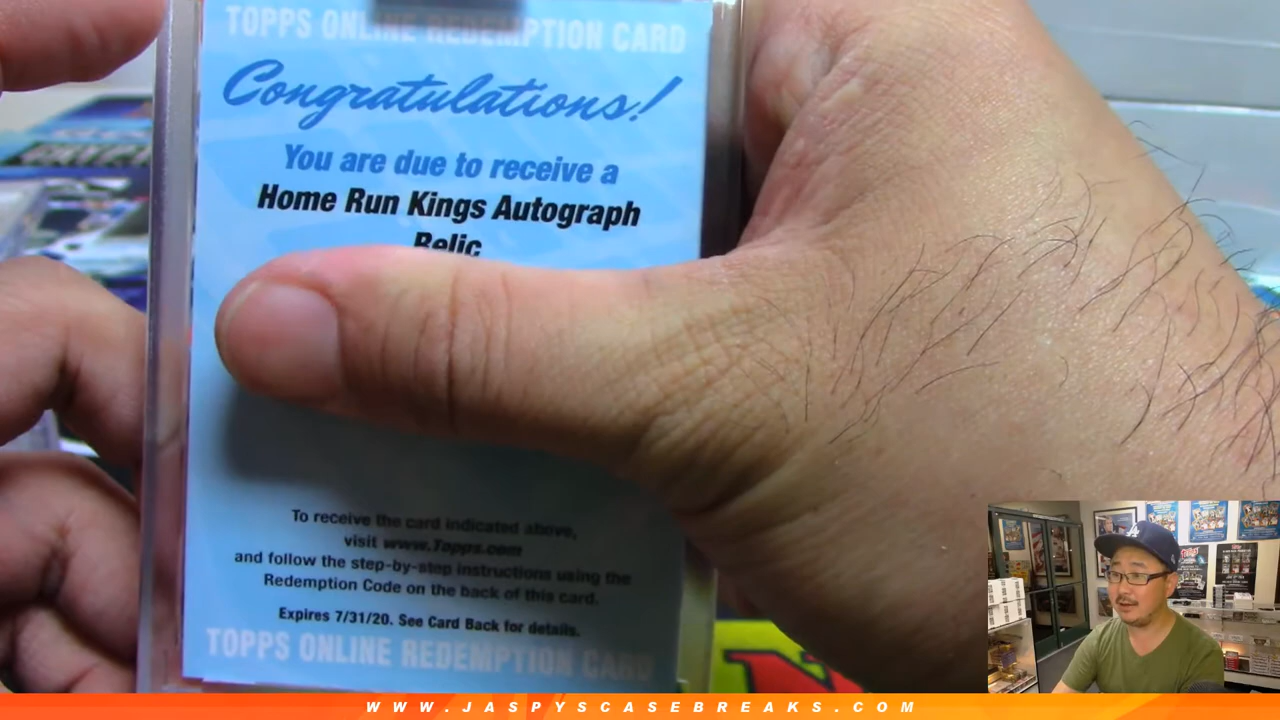 TOPPS ONLINE REDEMPTION CARD
Congratulations!
You are due to receive a
Home Run Kings Autograph
Relic
To receive the card indicated above,
visit www.Topps.com
and follow the step-by-step instructions using the
Redemption Code on the back of this card.
Expires 7/31/20. See Card Back for details.
TOPPS ONLINE REDEMPTION CARD
WWW.JASPYSCASEBREAKS.COM